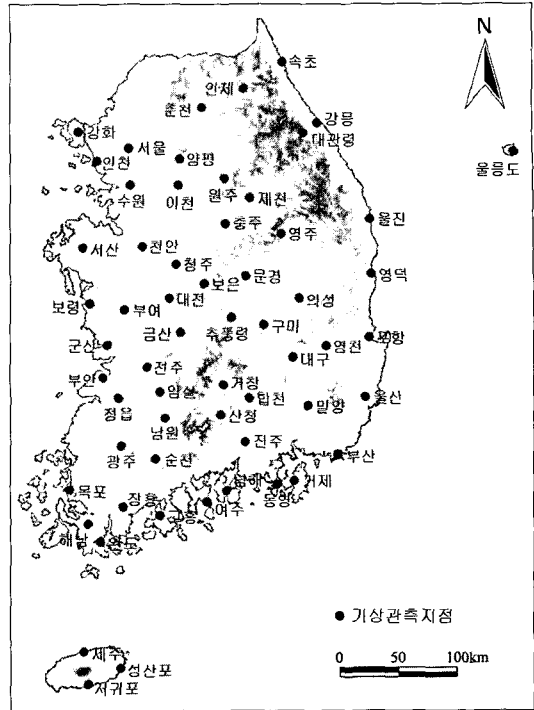 N
속초
인제
춘천
강릉
대관령
강화
서울
인천
양평
울릉도
수원
이천
원주
제천
충주
영주
울진
서산
천안
청주
보은
문경
영덕
보령
부여
대전
의성
금산
추풍령
구미
군산
영천
포항
대구
전주
부안
임실
거창
정읍
합천
밀양
울산
남원
산청
진주
광주
순천
부산
목포
장흥
남해
거제
통영
여주
고흥
해남
완도
기상관측지점
0 50 100km
제주
성산포
서귀포